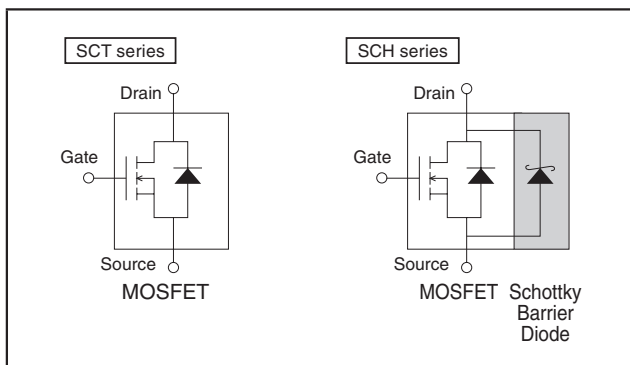 SCT series
Drain
Gate
Source
MOSFET
SCH series
Drain
Gate
Source
MOSFET
Schottky
Barrier
Diode